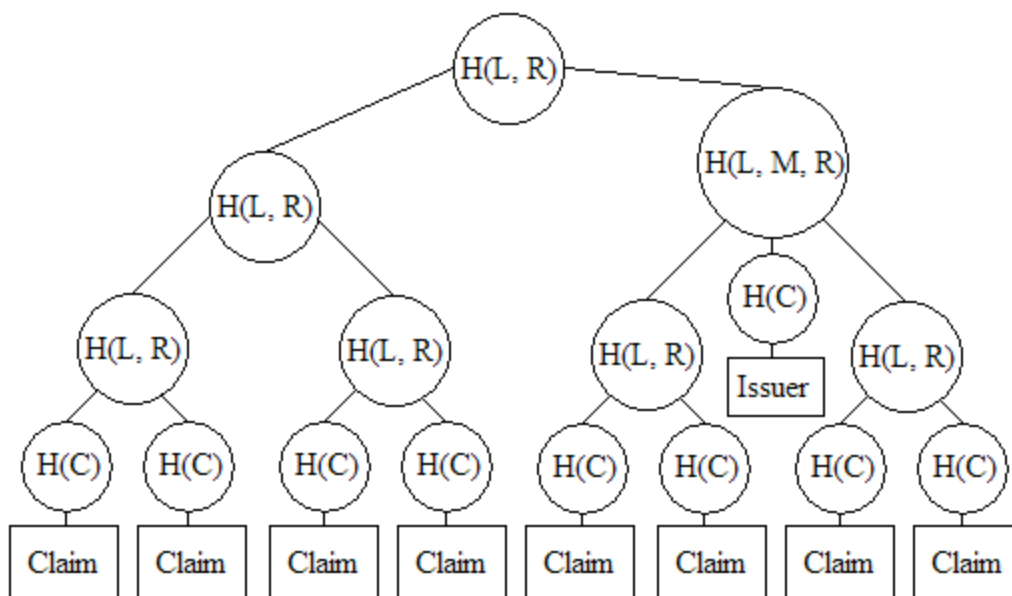 H(L, R)
H(L, M, R)
H(L, R)
H(C)
H(L, R)
H(L, R)
H(L, R)
H(L, R)
Issuer
H(C)
H(C)
H(C)
H(C)
H(C)
H(C)
H(C)
H(C)
Claim
Claim
Claim
Claim
Claim
Claim
Claim
Claim